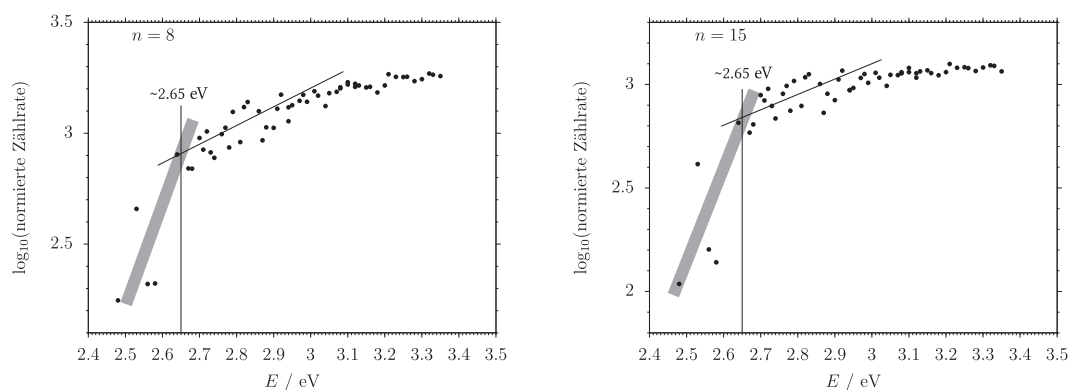 3.5
n = 8
~2.65 eV
3
2.5
log10(normierte Zählrate)
2.4 2.5 2.6 2.7 2.8 2.9 3 3.1 3.2 3.3 3.4 3.5
E / eV
n = 15
~2.65 eV
3
2.5
2
log10(normierte Zählrate)
2.4 2.5 2.6 2.7 2.8 2.9 3 3.1 3.2 3.3 3.4 3.5
E / eV